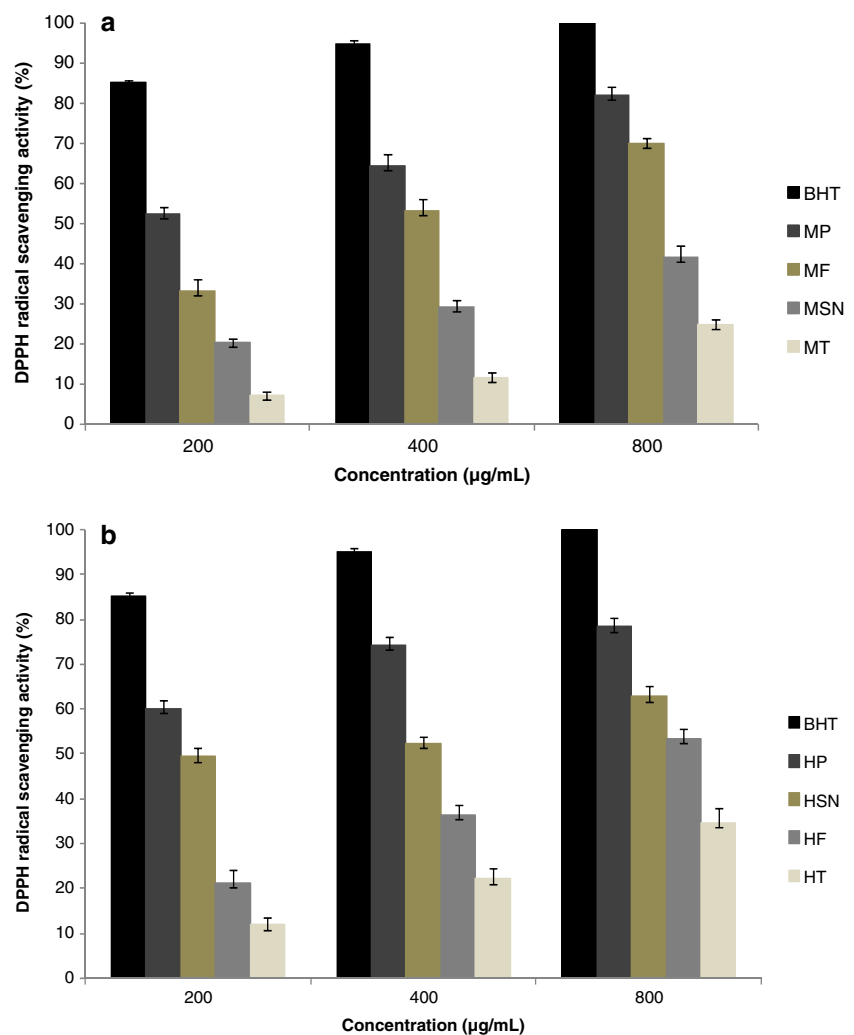 a
DPPH radical scavenging activity (%)
100
90
80
70
60
50
40
30
20
10
0
200
400
800
Concentration (µg/mL)
BHT
MP
MF
MSN
MT
b
DPPH radical scavenging activity (%)
100
90
80
70
60
50
40
30
20
10
0
200
400
800
Concentration (µg/mL)
BHT
HP
HSN
HF
HT